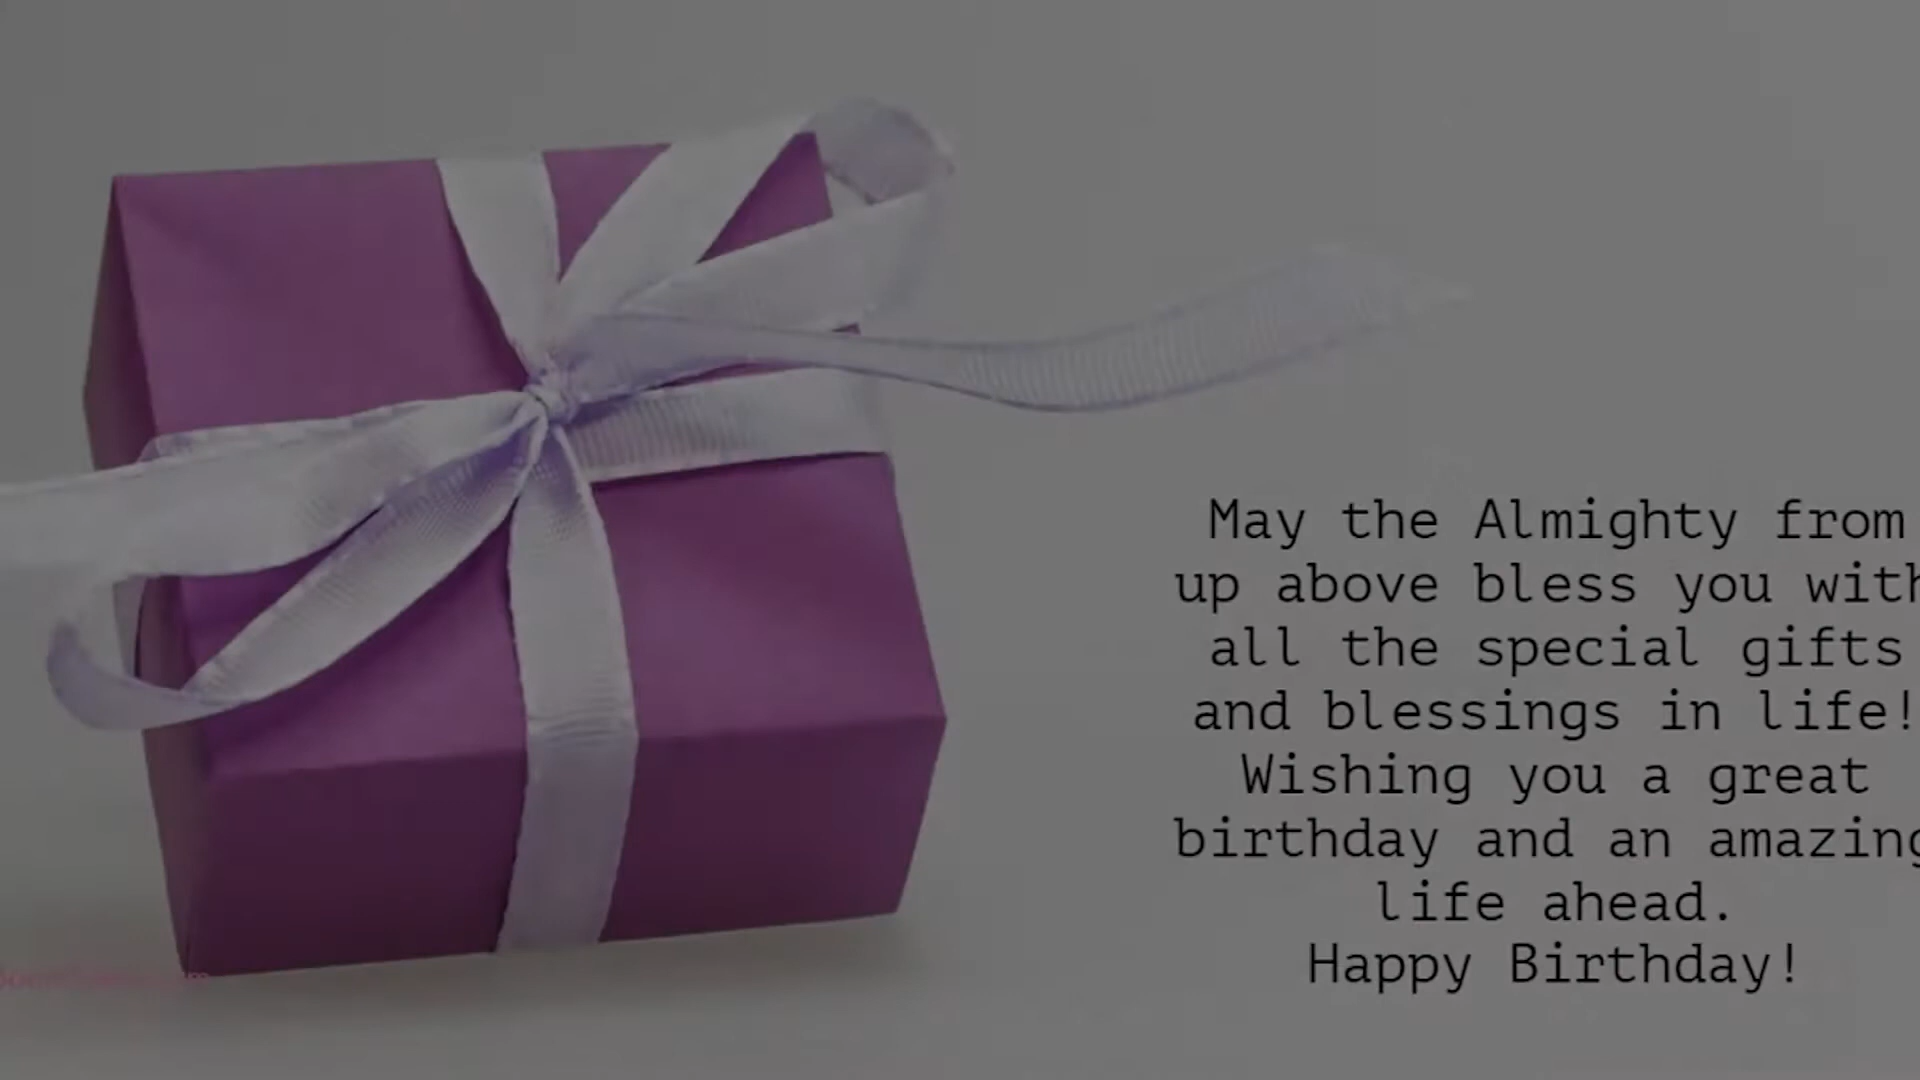 May the Almighty from
up above bless you with
all the special gifts
and blessings in life!
Wishing you a great
birthday and an amazing
life ahead.
Happy Birthday!